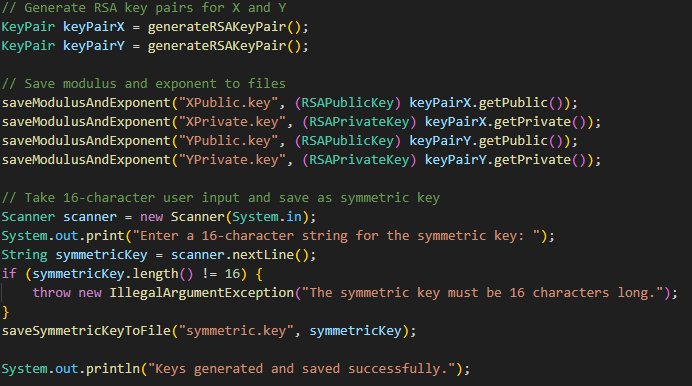 // Generate RSA key pairs for X and Y
KeyPair keyPairX = generateRSAKeyPair();
KeyPair keyPairY = generateRSAKeyPair();

// Save modulus and exponent to files
saveModulusAndExponent("XPublic.key", (RSAPublicKey) keyPairX.getPublic());
saveModulusAndExponent("XPrivate.key", (RSAPrivateKey) keyPairX.getPrivate());
saveModulusAndExponent("YPublic.key", (RSAPublicKey) keyPairY.getPublic());
saveModulusAndExponent("YPrivate.key", (RSAPrivateKey) keyPairY.getPrivate());

// Take 16-character user input and save as symmetric key
Scanner scanner = new Scanner(System.in);
System.out.print("Enter a 16-character string for the symmetric key: ");
String symmetricKey = scanner.nextLine();
if (symmetricKey.length() != 16) {
    throw new IllegalArgumentException("The symmetric key must be 16 characters long.");
}
saveSymmetricKeyToFile("symmetric.key", symmetricKey);

System.out.println("Keys generated and saved successfully.");